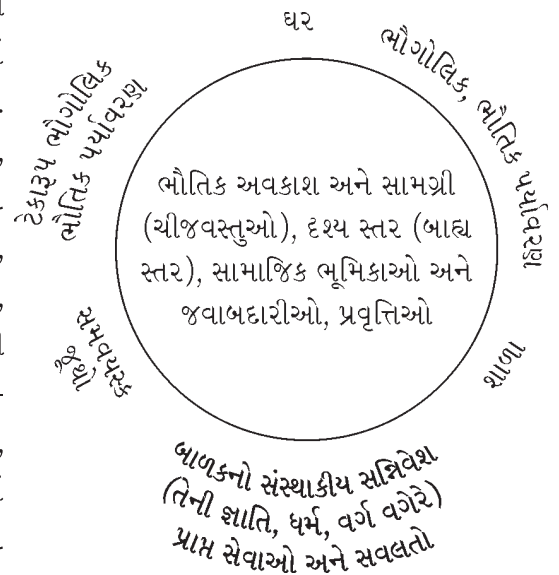 ઘર
ભૌગોલિક, ભૌતિક પર્યાવરણ
ટેકારૂપ ભૌગોલિક
ભૌતિક પર્યાવરણ
ભૌતિક અવકાશ અને સામગ્રી
(ચીજવસ્તુઓ), દૃશ્ય સ્તર (બાહ્ય
સ્તર), સામાજિક ભૂમિકાઓ અને
જવાબદારીઓ, પ્રવૃત્તિઓ
સમવયસ્ક
જૂથો
શાળા
બાળકનો સંસ્થાકીય સન્નિવેશ
(તેની જ્ઞાતિ, ધર્મ, વર્ગ વગેરે)
પ્રાપ્ત સેવાઓ અને સવલતો